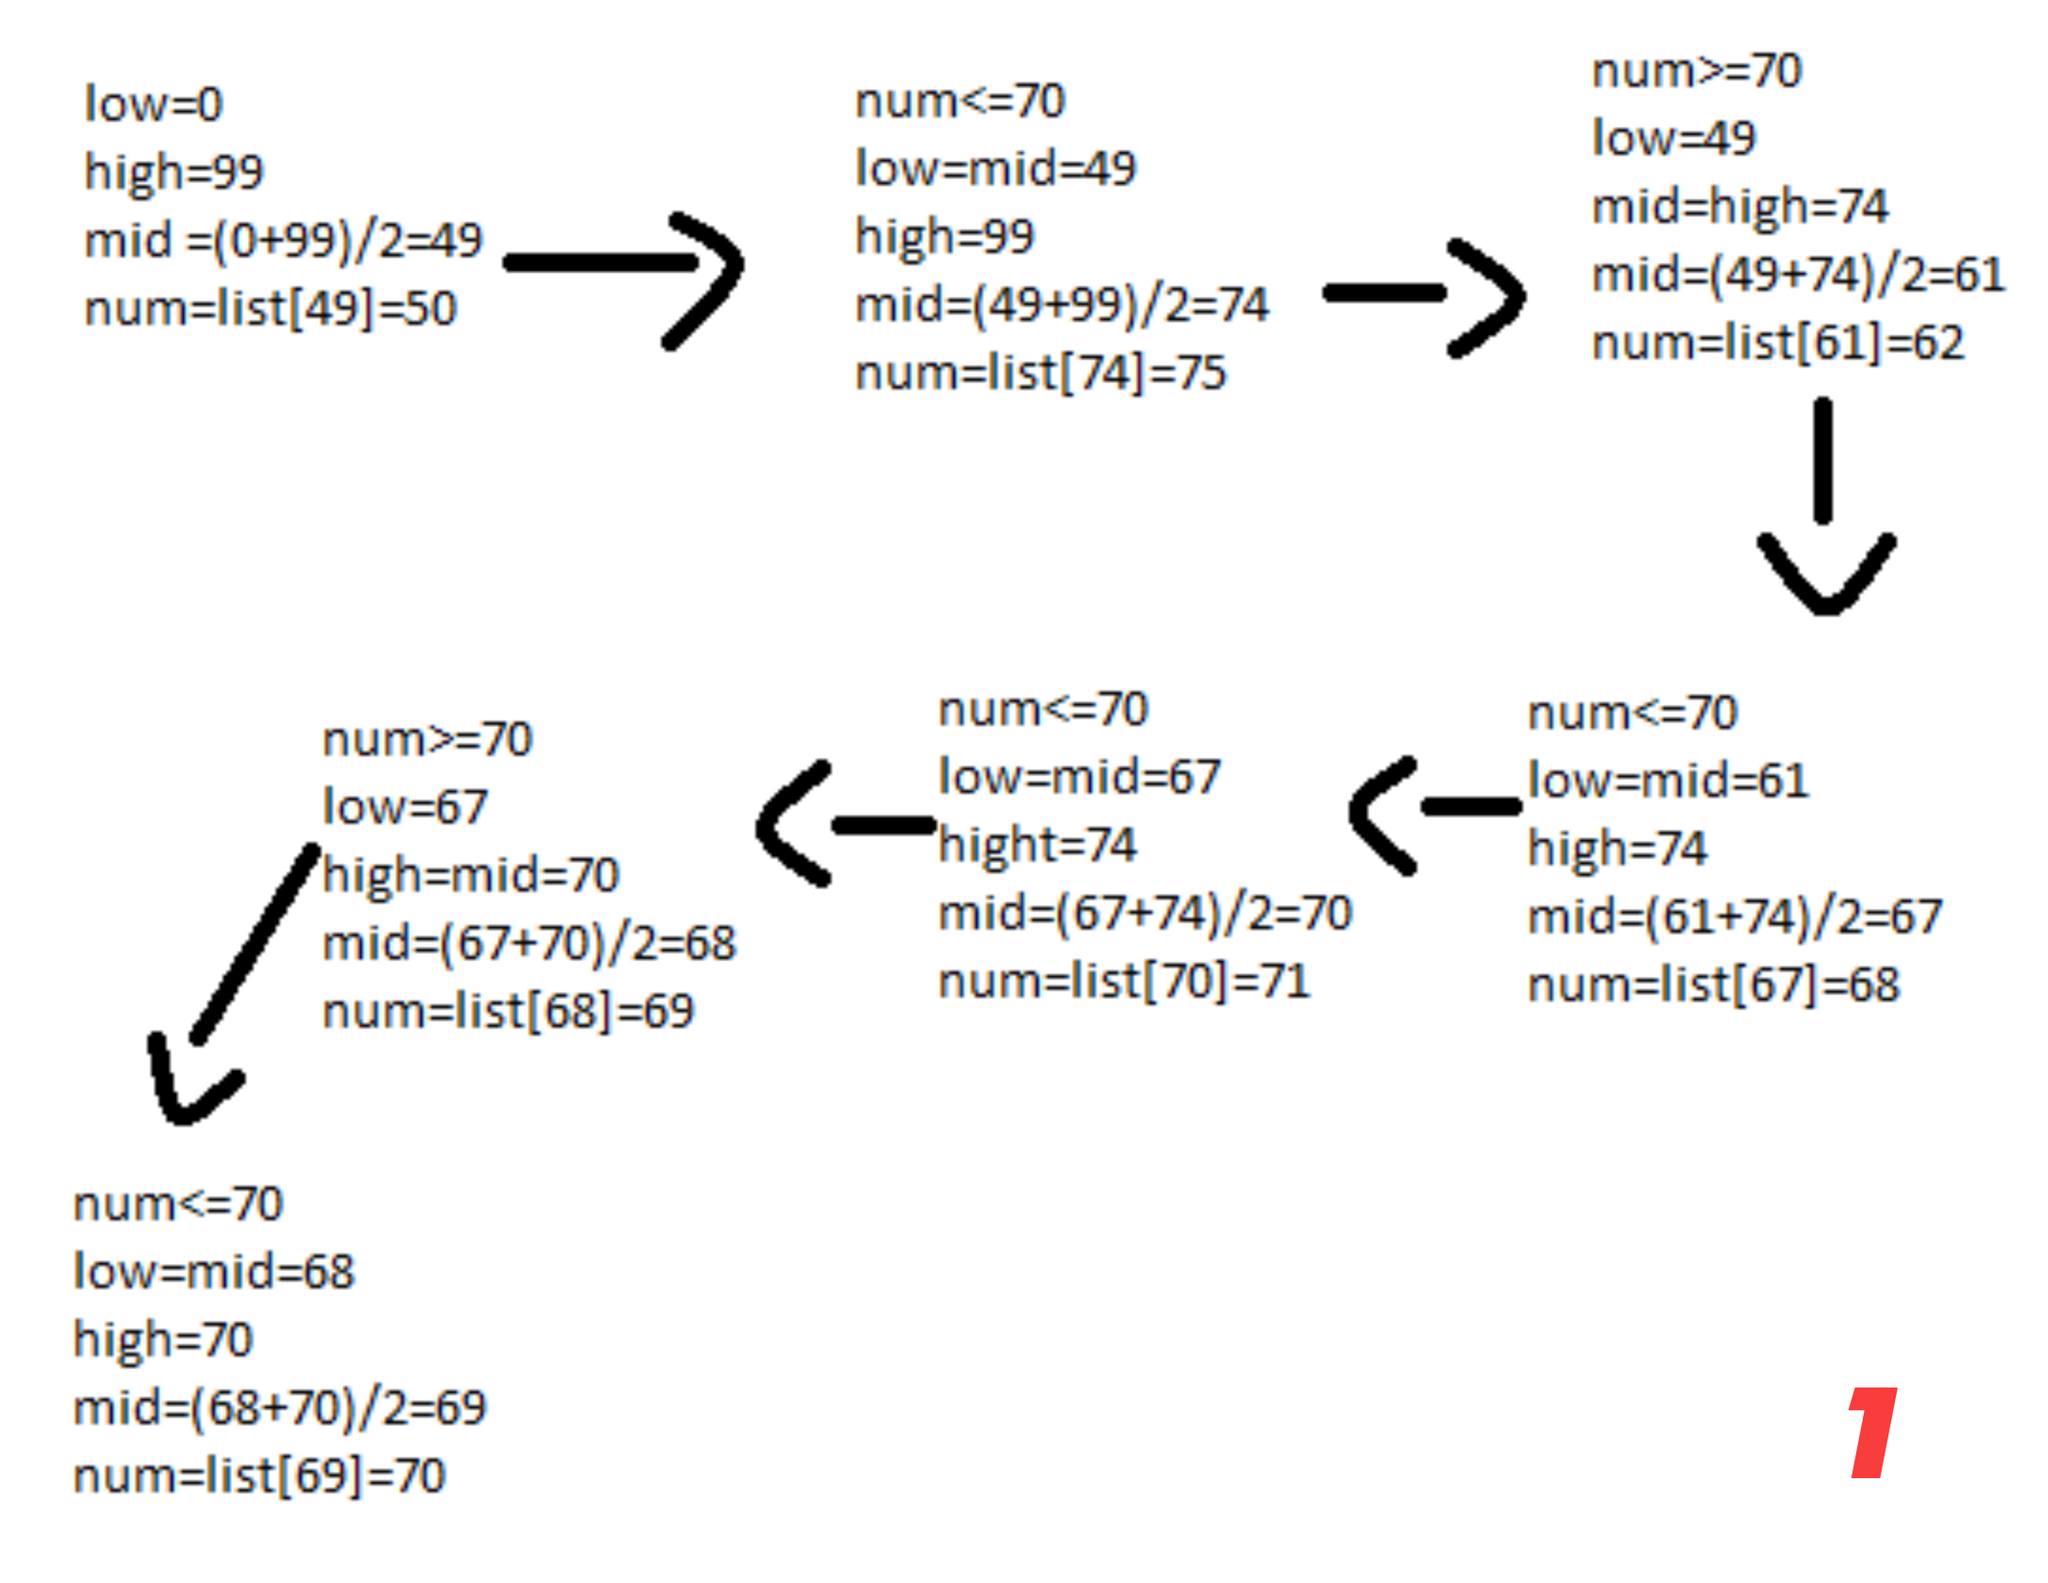 low=0
high=99
mid =(0+99)/2=49
num=list[49]=50
num<=70
low=mid=49
high=99
mid=(49+99)/2=74
num=list[74]=75
num>=70
low=49
mid=high=74
mid=(49+74)/2=61
num=list[61]=62
num<=70
low=mid=61
high=74
mid=(61+74)/2=67
num=list[67]=68
num<=70
low=mid=67
hight=74
mid=(67+74)/2=70
num=list[70]=71
num>=70
low=67
high=mid=70
mid=(67+70)/2=68
num=list[68]=69
num<=70
low=mid=68
high=70
mid=(68+70)/2=69
num=list[69]=70
1